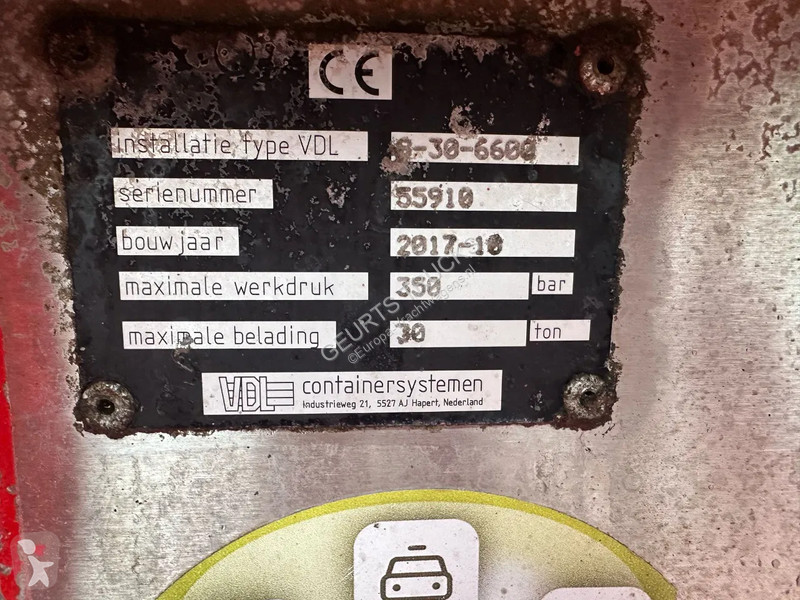 CE
installatie type VDL 8-30-6600
serienummer 55910
bouwjaar 2017-10
maximale werkdruk 350 bar
maximale belading 30 ton
VDL containersystemen
Industrieweg 21, 5527 AJ Hapert, Nederland
GEURTS TRUCKS
©Europe's